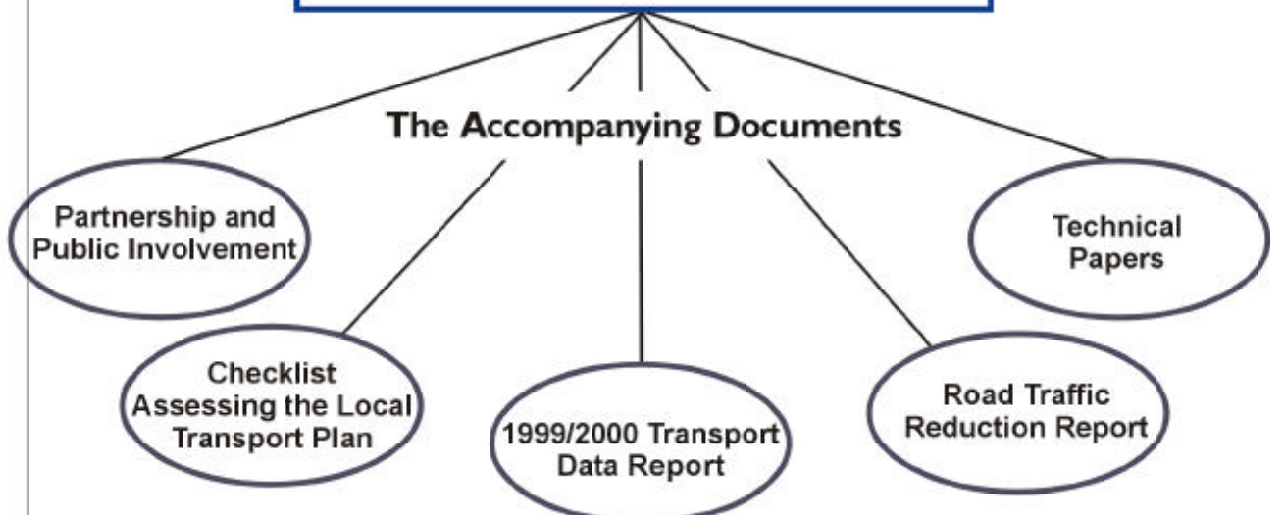 The Accompanying Documents
Partnership and
Public Involvement
Technical
Papers
Checklist
Assessing the Local
Transport Plan
1999/2000 Transport
Data Report
Road Traffic
Reduction Report